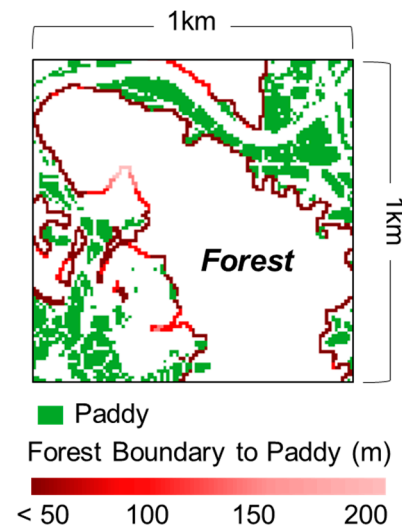 1km
1km
Forest
Paddy
Forest Boundary to Paddy (m)
< 50 100 150 200